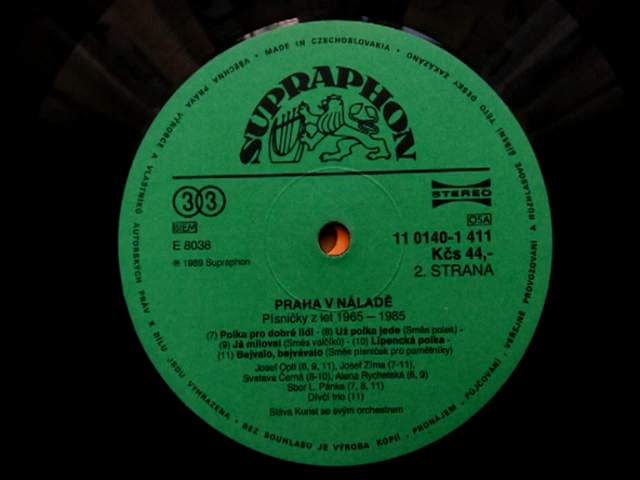 VŠECHNA PRÁVA VÝROBCE A VLASTNÍKŮ AUTORSKÝCH PRÁV K DÍLU JSOU VYHRAZENA • BEZ SOUHLASU JE VÝROBA KOPIÍ, PRONÁJEM, PŮJČOVÁNÍ, VEŘEJNÉ PROVOZOVÁNÍ A ROZHLASOVÉ ŠÍŘENÍ TÉTO DESKY ZAKÁZÁNO • MADE IN CZECHOSLOVAKIA •
SUPRAPHON
33
STEREO
BIEM
OSA
E 8038
11 0140-1 411
Kčs 44,-
℗ 1989 Supraphon
2. STRANA
PRAHA V NÁLADĚ
Písničky z let 1965 – 1985
(7) Polka pro dobré lidi - (8) Už polka jede (Směs polek) -
(9) Já miloval (Směs valčíků) - (10) Lipencká polka -
(11) Bejvalo, bejvávalo (Směs písniček pro pamětníky)
Josef Oplt (8, 9, 11), Josef Zíma (7-11),
Svatava Černá (8-10), Alena Rychetská (8, 9)
Sbor L. Pánka (7, 8, 11)
Dívčí trio (11)
Sláva Kunst se svým orchestrem